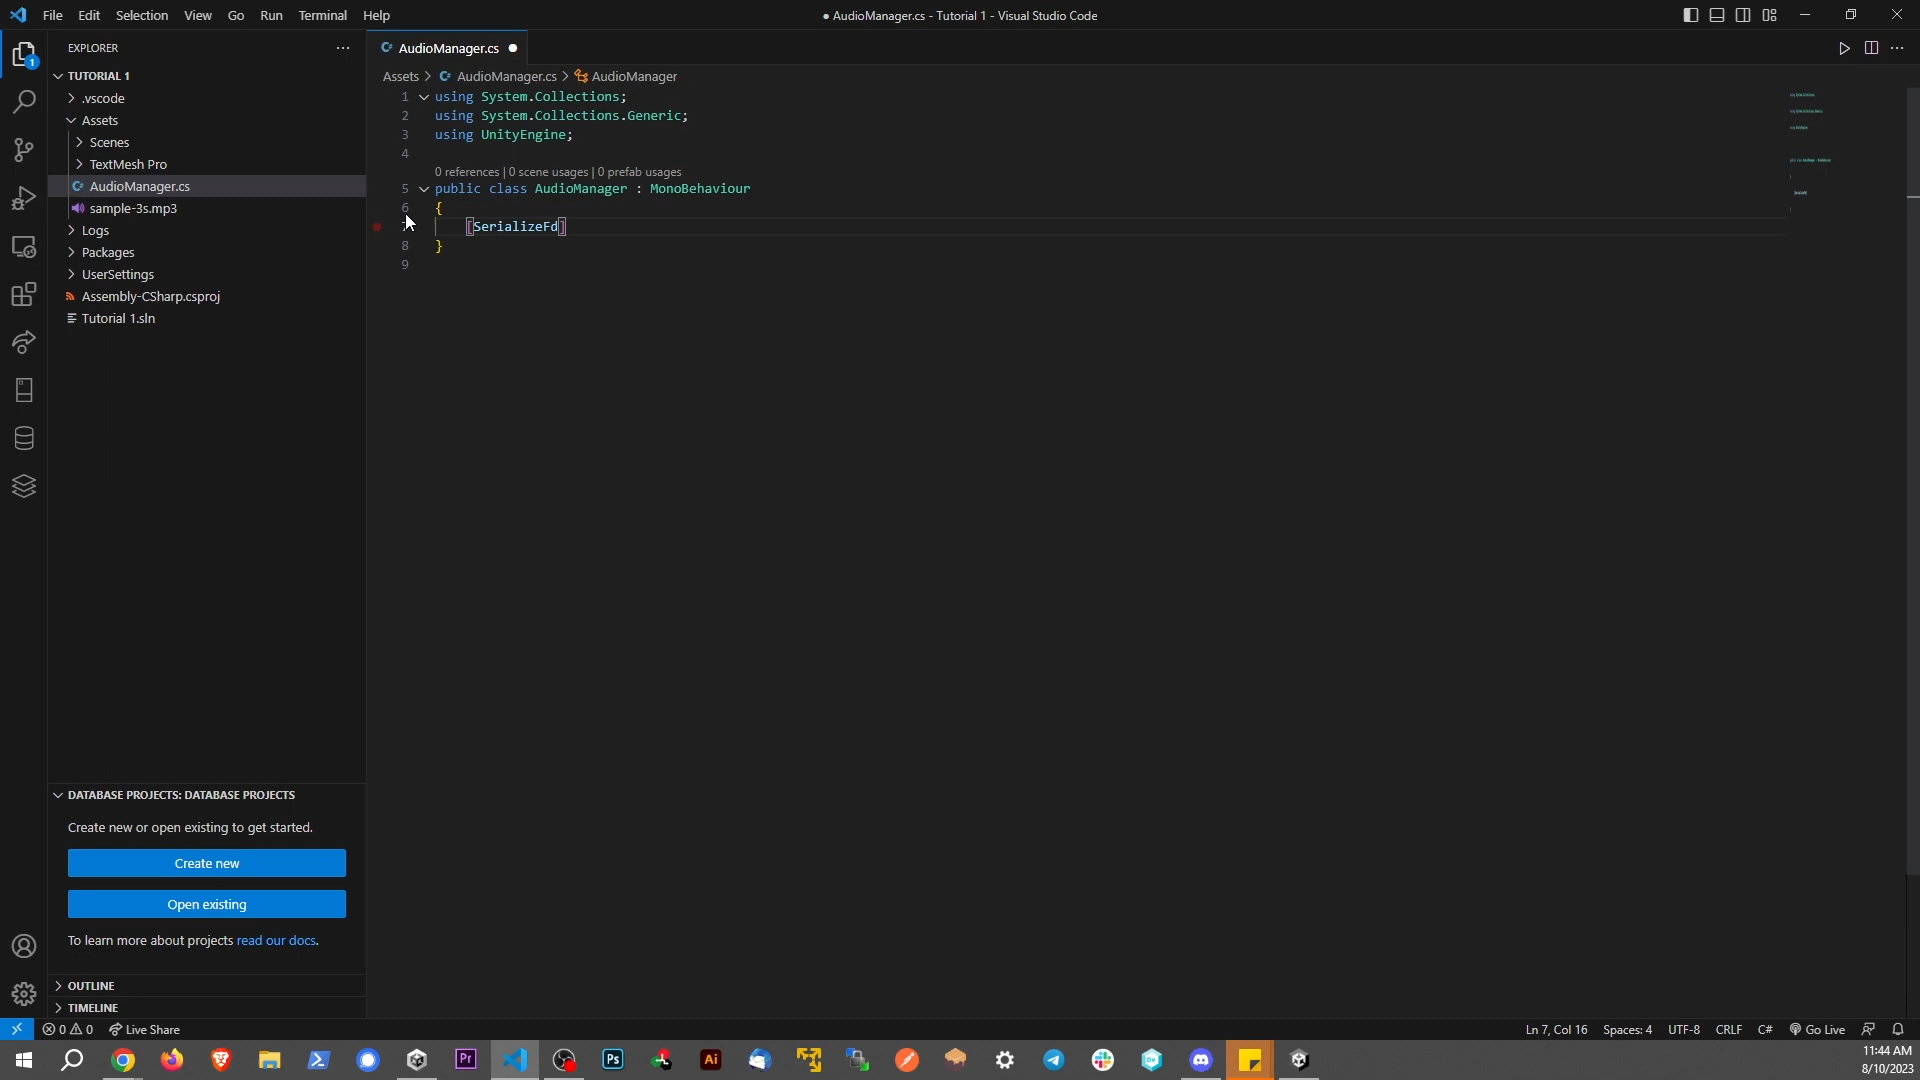 File Edit Selection View Go Run Terminal Help
● AudioManager.cs - Tutorial 1 - Visual Studio Code
EXPLORER
TUTORIAL 1
.vscode
Assets
Scenes
TextMesh Pro
AudioManager.cs
sample-3s.mp3
Logs
Packages
UserSettings
Assembly-CSharp.csproj
Tutorial 1.sln
1
DATABASE PROJECTS: DATABASE PROJECTS
Create new or open existing to get started.
Create new
Open existing
To learn more about projects read our docs.
OUTLINE
TIMELINE
AudioManager.cs
Assets > AudioManager.cs > AudioManager
1 using System.Collections;
2 using System.Collections.Generic;
3 using UnityEngine;
4
0 references | 0 scene usages | 0 prefab usages
5 public class AudioManager : MonoBehaviour
6 {
[SerializeFd]
8 }
9
0 0 Live Share
Ln 7, Col 16 Spaces: 4 UTF-8 CRLF C# Go Live
Pr Ps Ai
11:44 AM
8/10/2023